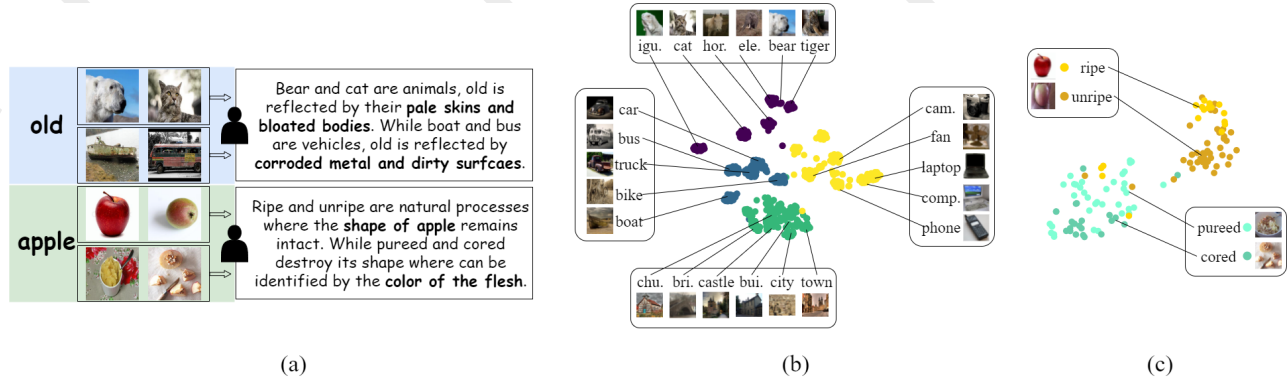 old
Bear and cat are animals, old is
reflected by their pale skins and
bloated bodies. While boat and bus
are vehicles, old is reflected by
corroded metal and dirty surfcaes.
apple
Ripe and unripe are natural processes
where the shape of apple remains
intact. While pureed and cored
destroy its shape where can be
identified by the color of the flesh.
(a)
igu. cat hor. ele. bear tiger
car
bus
truck
bike
boat
cam.
fan
laptop
comp.
phone
chu. bri. castle bui. city town
(b)
ripe
unripe
pureed
cored
(c)